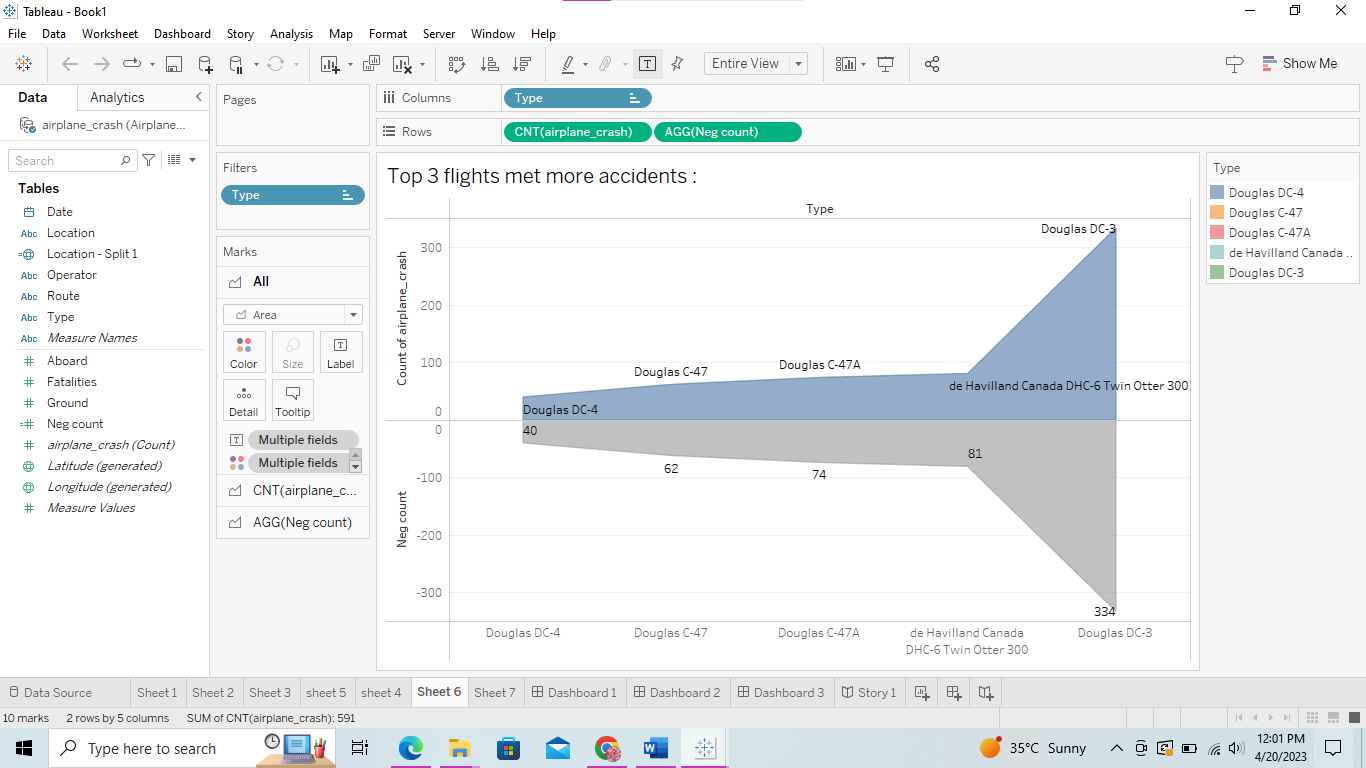 Tableau - Book1
File Data Worksheet Dashboard Story Analysis Map Format Server Window Help
Entire View
Show Me
Data Analytics
airplane_crash (Airplane...
Search
Tables
Date
Abc Location
Location - Split 1
Abc Operator
Abc Route
Abc Type
Abc Measure Names
Aboard
Fatalities
Ground
Neg count
airplane_crash (Count)
Latitude (generated)
Longitude (generated)
Measure Values
Pages
Filters
Type
Marks
All
Area
Color Size Label
Detail Tooltip
Multiple fields
Multiple fields
CNT(airplane_c...
AGG(Neg count)
Columns Type
Rows CNT(airplane_crash) AGG(Neg count)
Top 3 flights met more accidents :
Type
Count of airplane_crash
300
200
100
0
Douglas DC-3
Douglas C-47A
Douglas C-47
de Havilland Canada DHC-6 Twin Otter 300
Douglas DC-4
Neg count
0
-100
-200
-300
40
62
74
81
334
Douglas DC-4 Douglas C-47 Douglas C-47A de Havilland Canada Douglas DC-3
DHC-6 Twin Otter 300
Type
Douglas DC-4
Douglas C-47
Douglas C-47A
de Havilland Canada ..
Douglas DC-3
Data Source Sheet 1 Sheet 2 Sheet 3 sheet 5 sheet 4 Sheet 6 Sheet 7 Dashboard 1 Dashboard 2 Dashboard 3 Story 1
10 marks 2 rows by 5 columns SUM of CNT(airplane_crash): 591
Type here to search
35°C Sunny
12:01 PM
4/20/2023